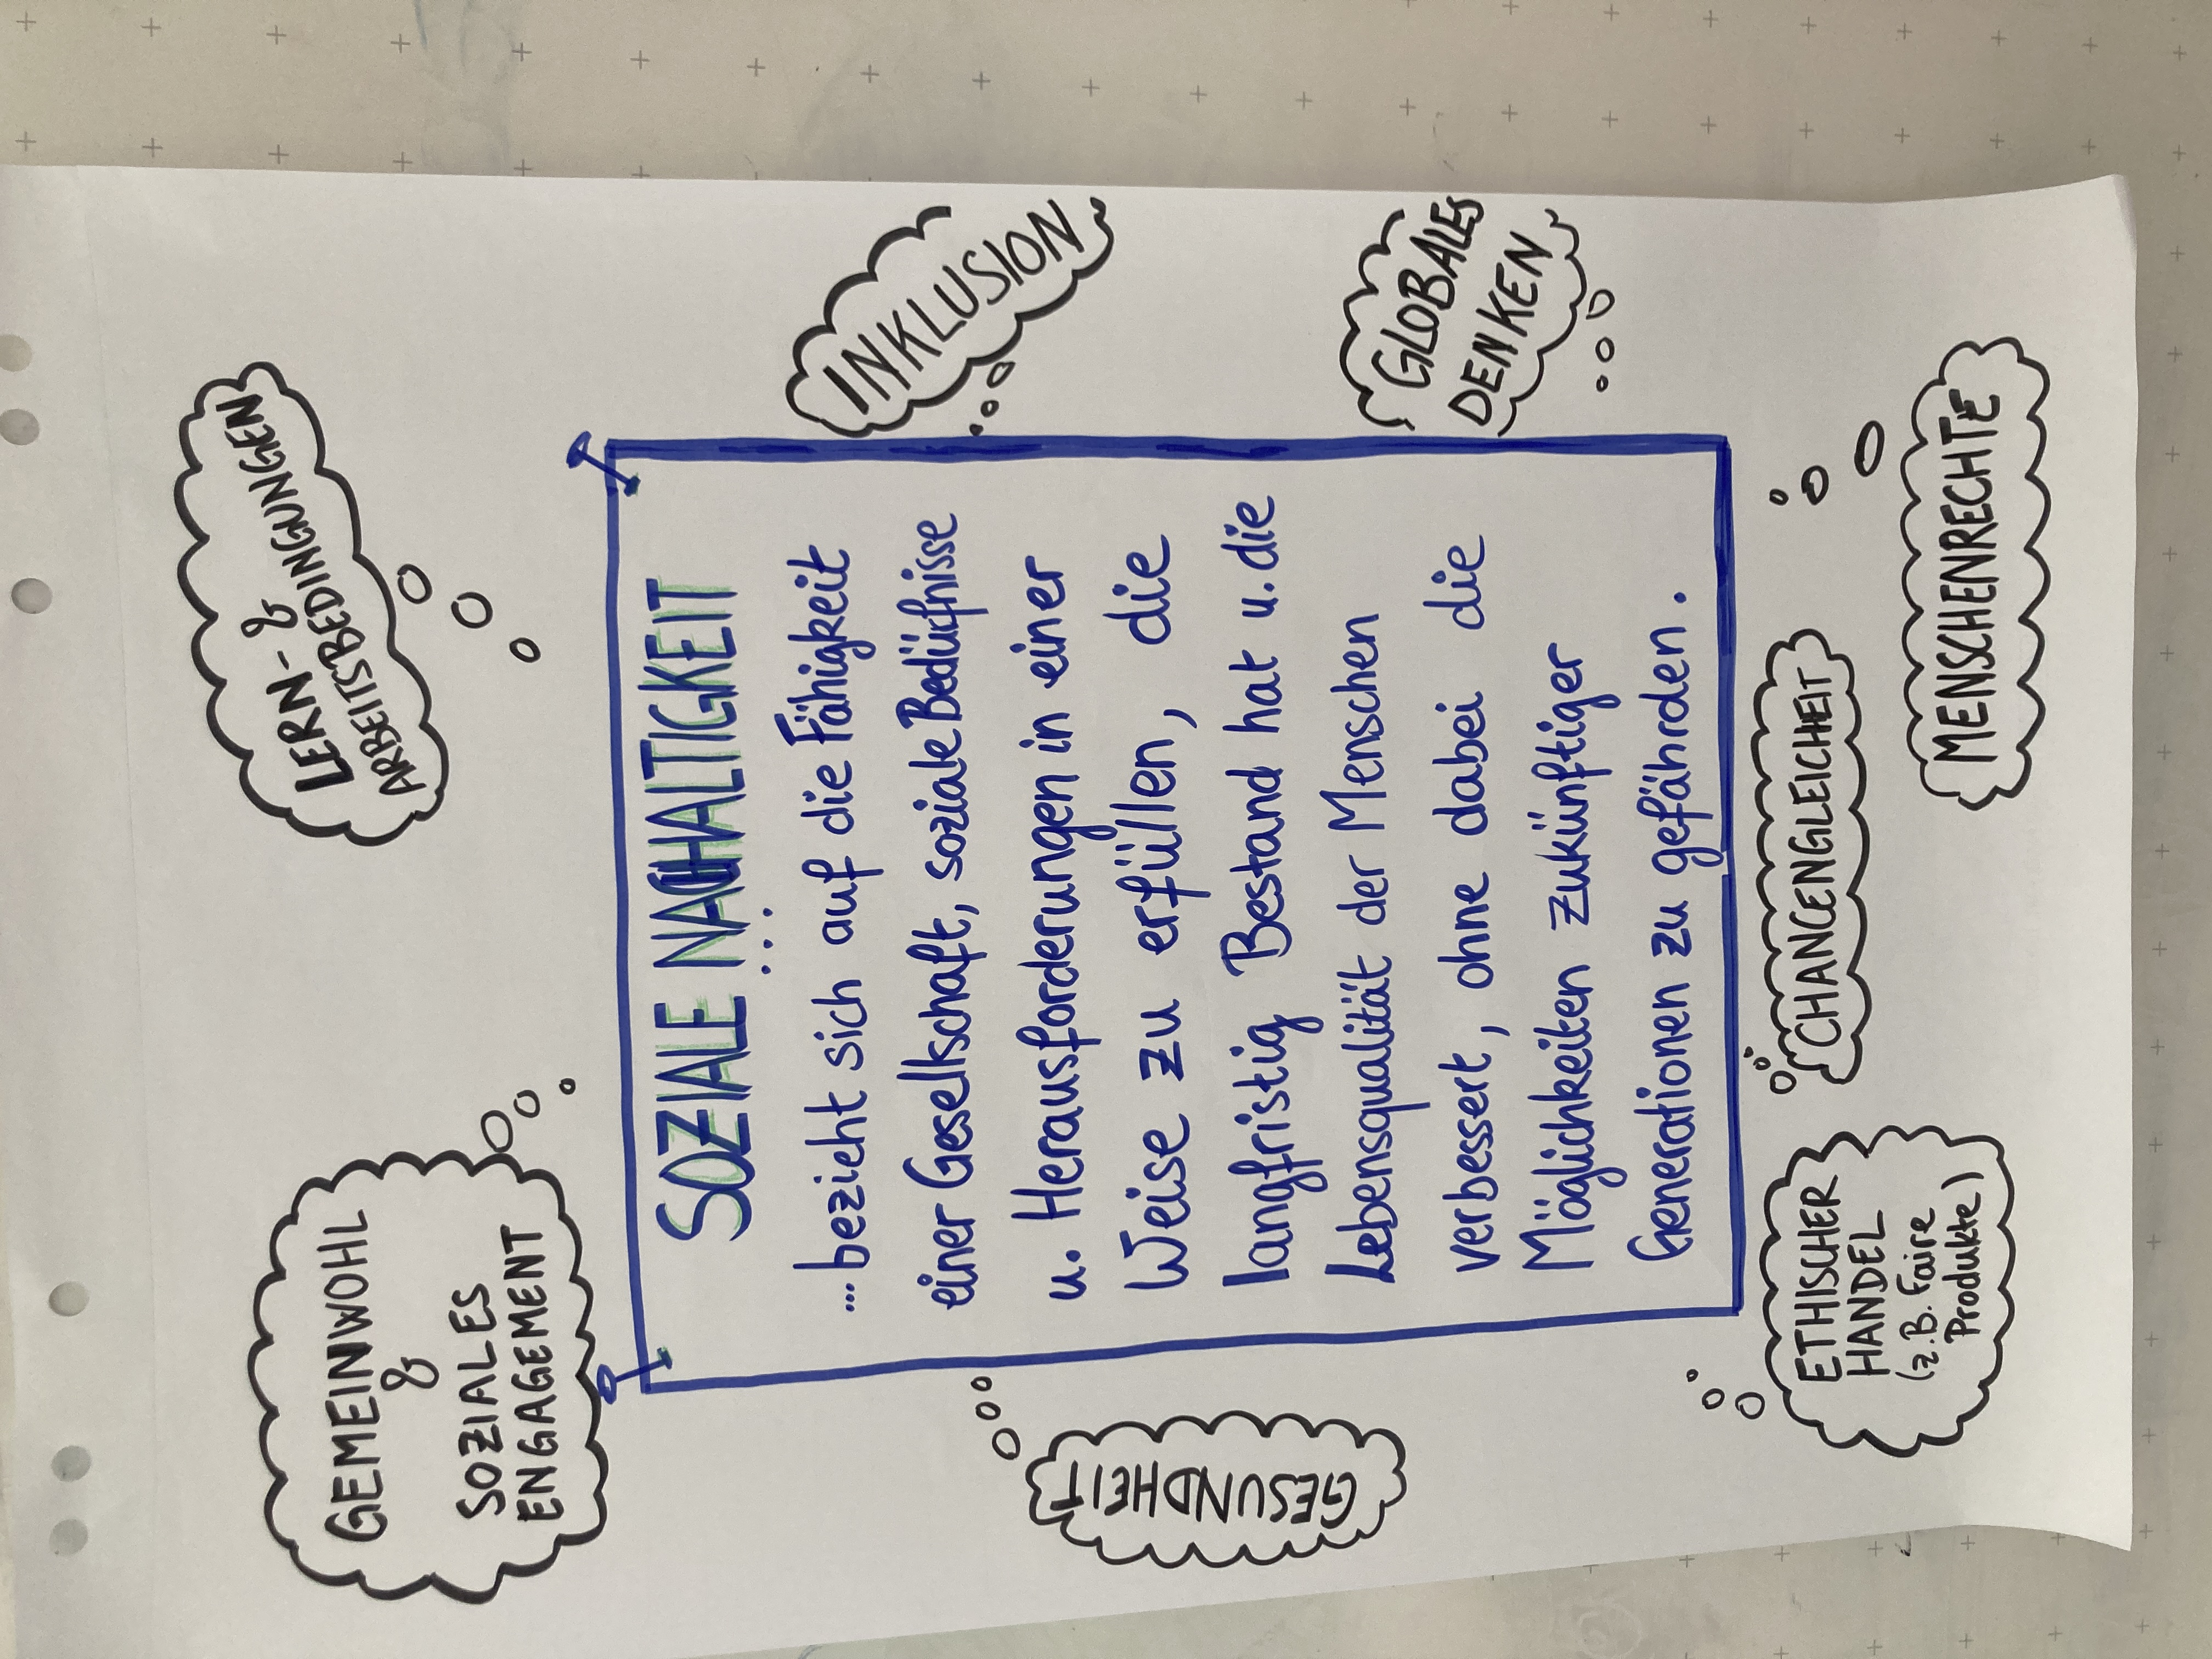 GEMEINWOHL
&
SOZIALES
ENGAGEMENT
LERN- &
ARBEITSBEDINGUNGEN
SOZIALE NACHHALTIGKEIT
...
... bezieht sich auf die Fähigkeit
einer Gesellschaft, soziale Bedürfnisse
u. Herausforderungen in einer
Weise zu erfüllen, die
langfristig Bestand hat u. die
Lebensqualität der Menschen
verbessert, ohne dabei die
Möglichkeiten zukünftiger
Generationen zu gefährden.
INKLUSION
GESUNDHEIT
GLOBALES
DENKEN
ETHISCHER
HANDEL
(z.B. Faire
Produkte)
CHANCENGLEICHHEIT
MENSCHENRECHTE